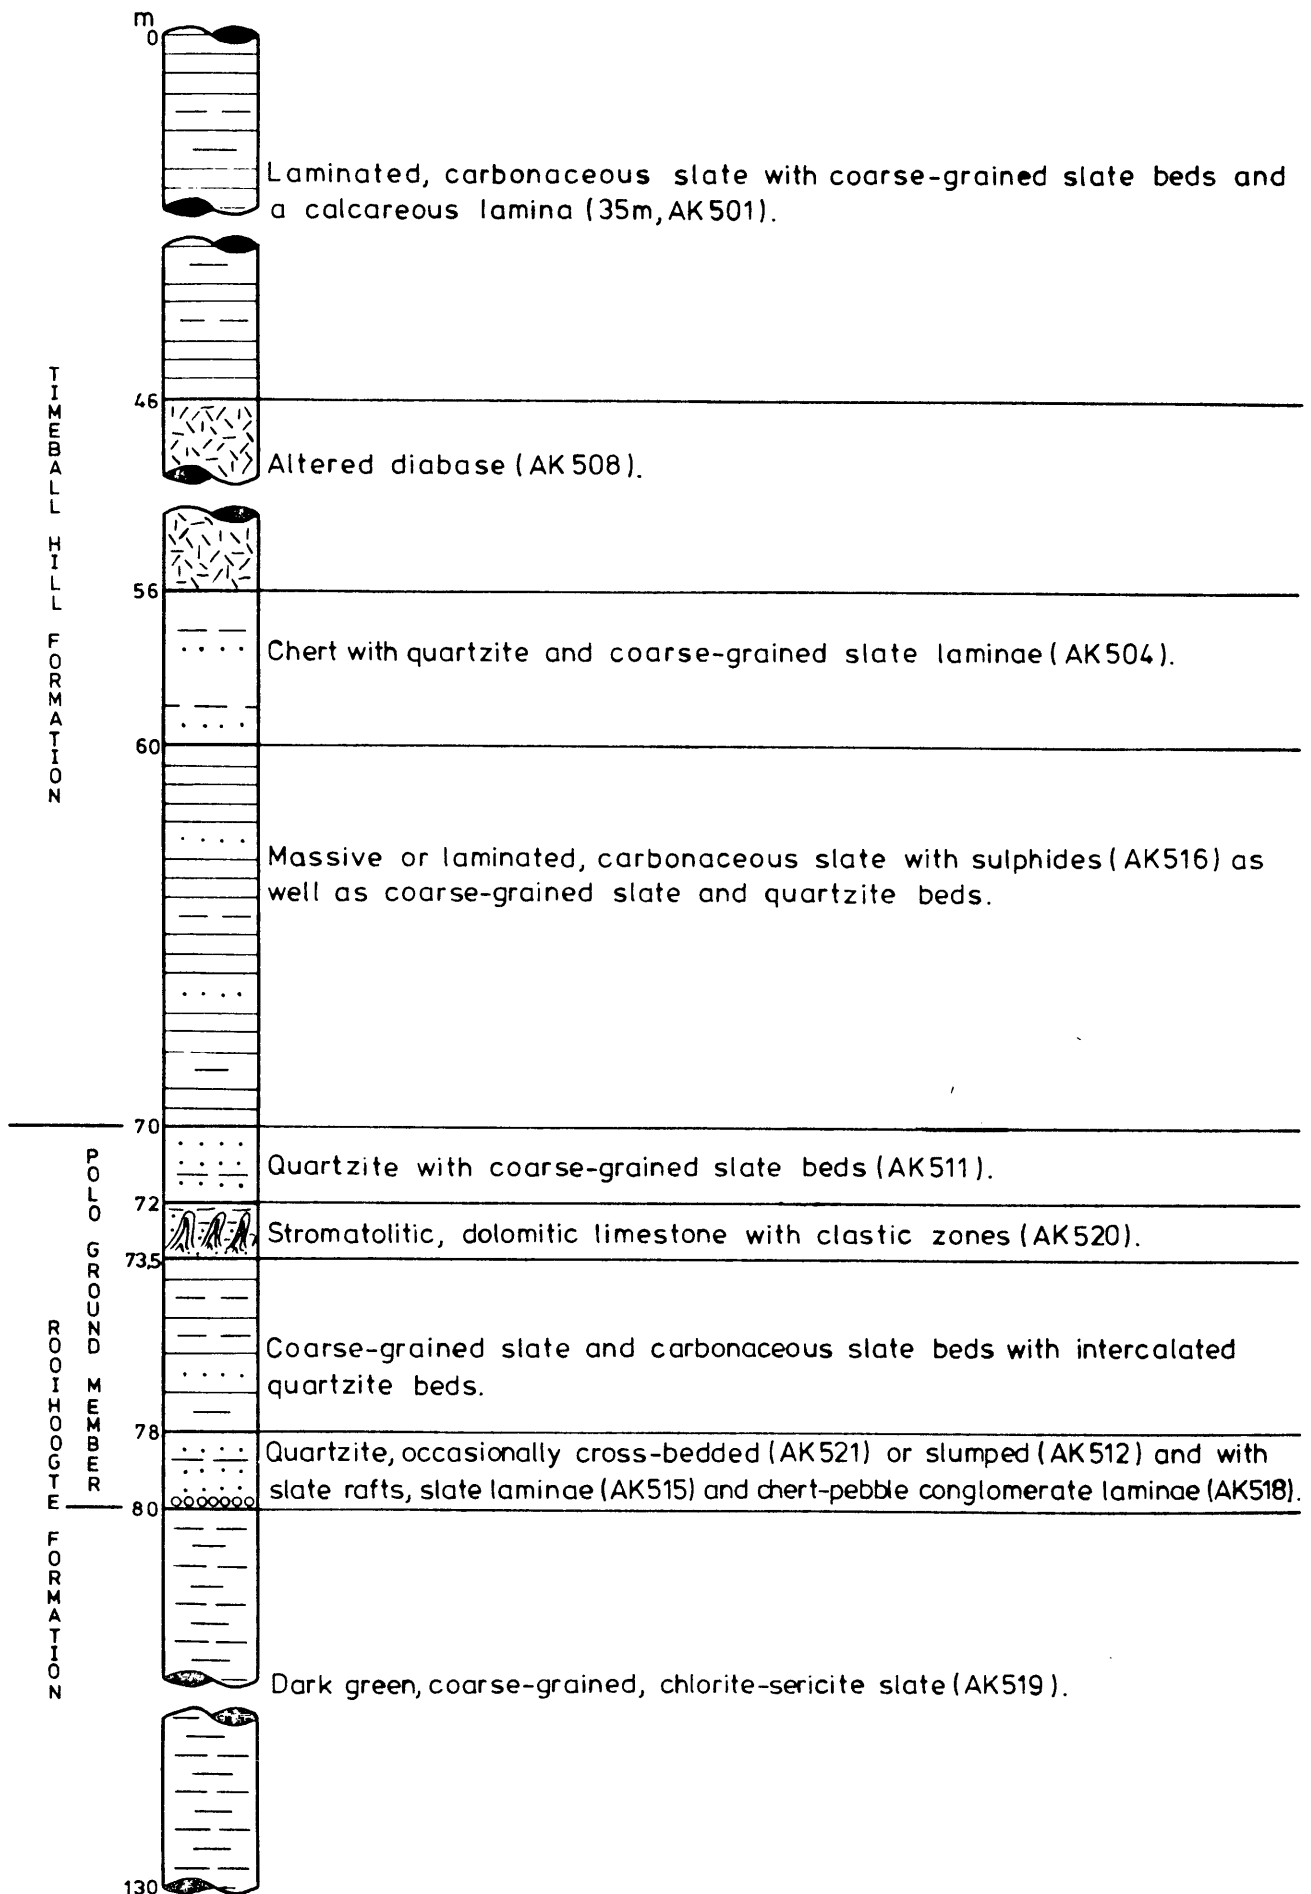 m
0
Laminated, carbonaceous slate with coarse-grained slate beds and
a calcareous lamina (35m, AK501).
TIMEBALL HILL FORMATION
46
Altered diabase (AK508).
56
Chert with quartzite and coarse-grained slate laminae (AK504).
60
Massive or laminated, carbonaceous slate with sulphides (AK516) as
well as coarse-grained slate and quartzite beds.
70
POLO GROUND MEMBER
Quartzite with coarse-grained slate beds (AK511).
72
Stromatolitic, dolomitic limestone with clastic zones (AK520).
73,5
ROOIHOOGTE FORMATION
Coarse-grained slate and carbonaceous slate beds with intercalated
quartzite beds.
78
Quartzite, occasionally cross-bedded (AK521) or slumped (AK512) and with
slate rafts, slate laminae (AK515) and chert-pebble conglomerate laminae (AK518).
80
Dark green, coarse-grained, chlorite-sericite slate (AK519).
130